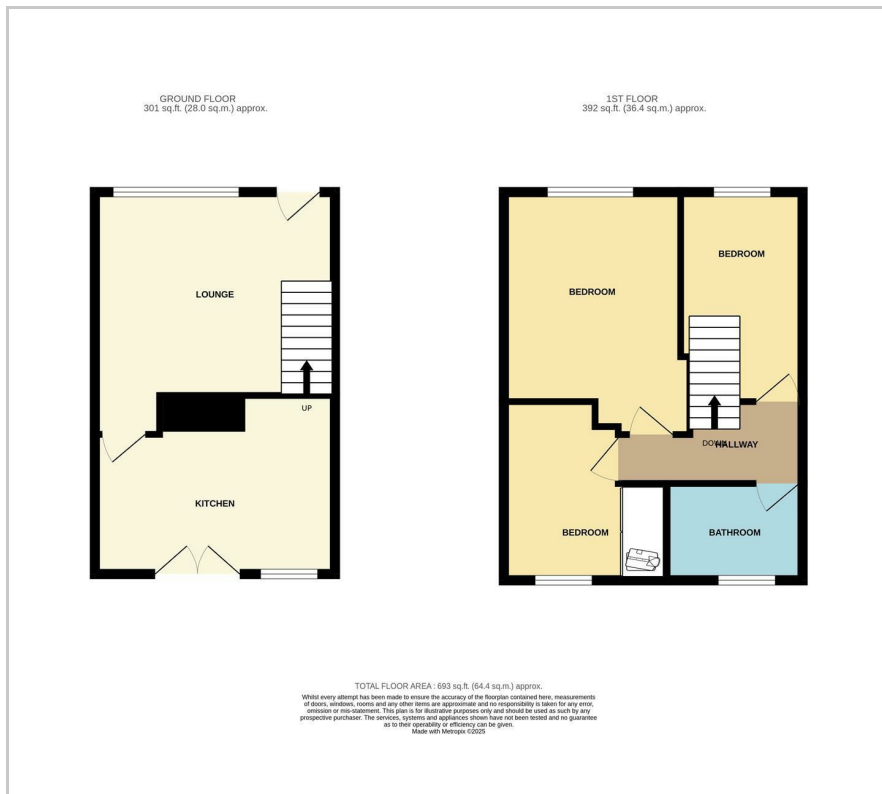 GROUND FLOOR
301 sq.ft. (28.0 sq.m.) approx.
1ST FLOOR
392 sq.ft. (36.4 sq.m.) approx.
LOUNGE
UP
KITCHEN
BEDROOM
BEDROOM
DOWN
HALLWAY
BEDROOM
BATHROOM
TOTAL FLOOR AREA : 693 sq.ft. (64.4 sq.m.) approx.
Whilst every attempt has been made to ensure the accuracy of the floorplan contained here, measurements
of doors, windows, rooms and any other items are approximate and no responsibility is taken for any error,
omission or mis-statement. This plan is for illustrative purposes only and should be used as such by any
prospective purchaser. The services, systems and appliances shown have not been tested and no guarantee
as to their operability or efficiency can be given.
Made with Metropix ©2025